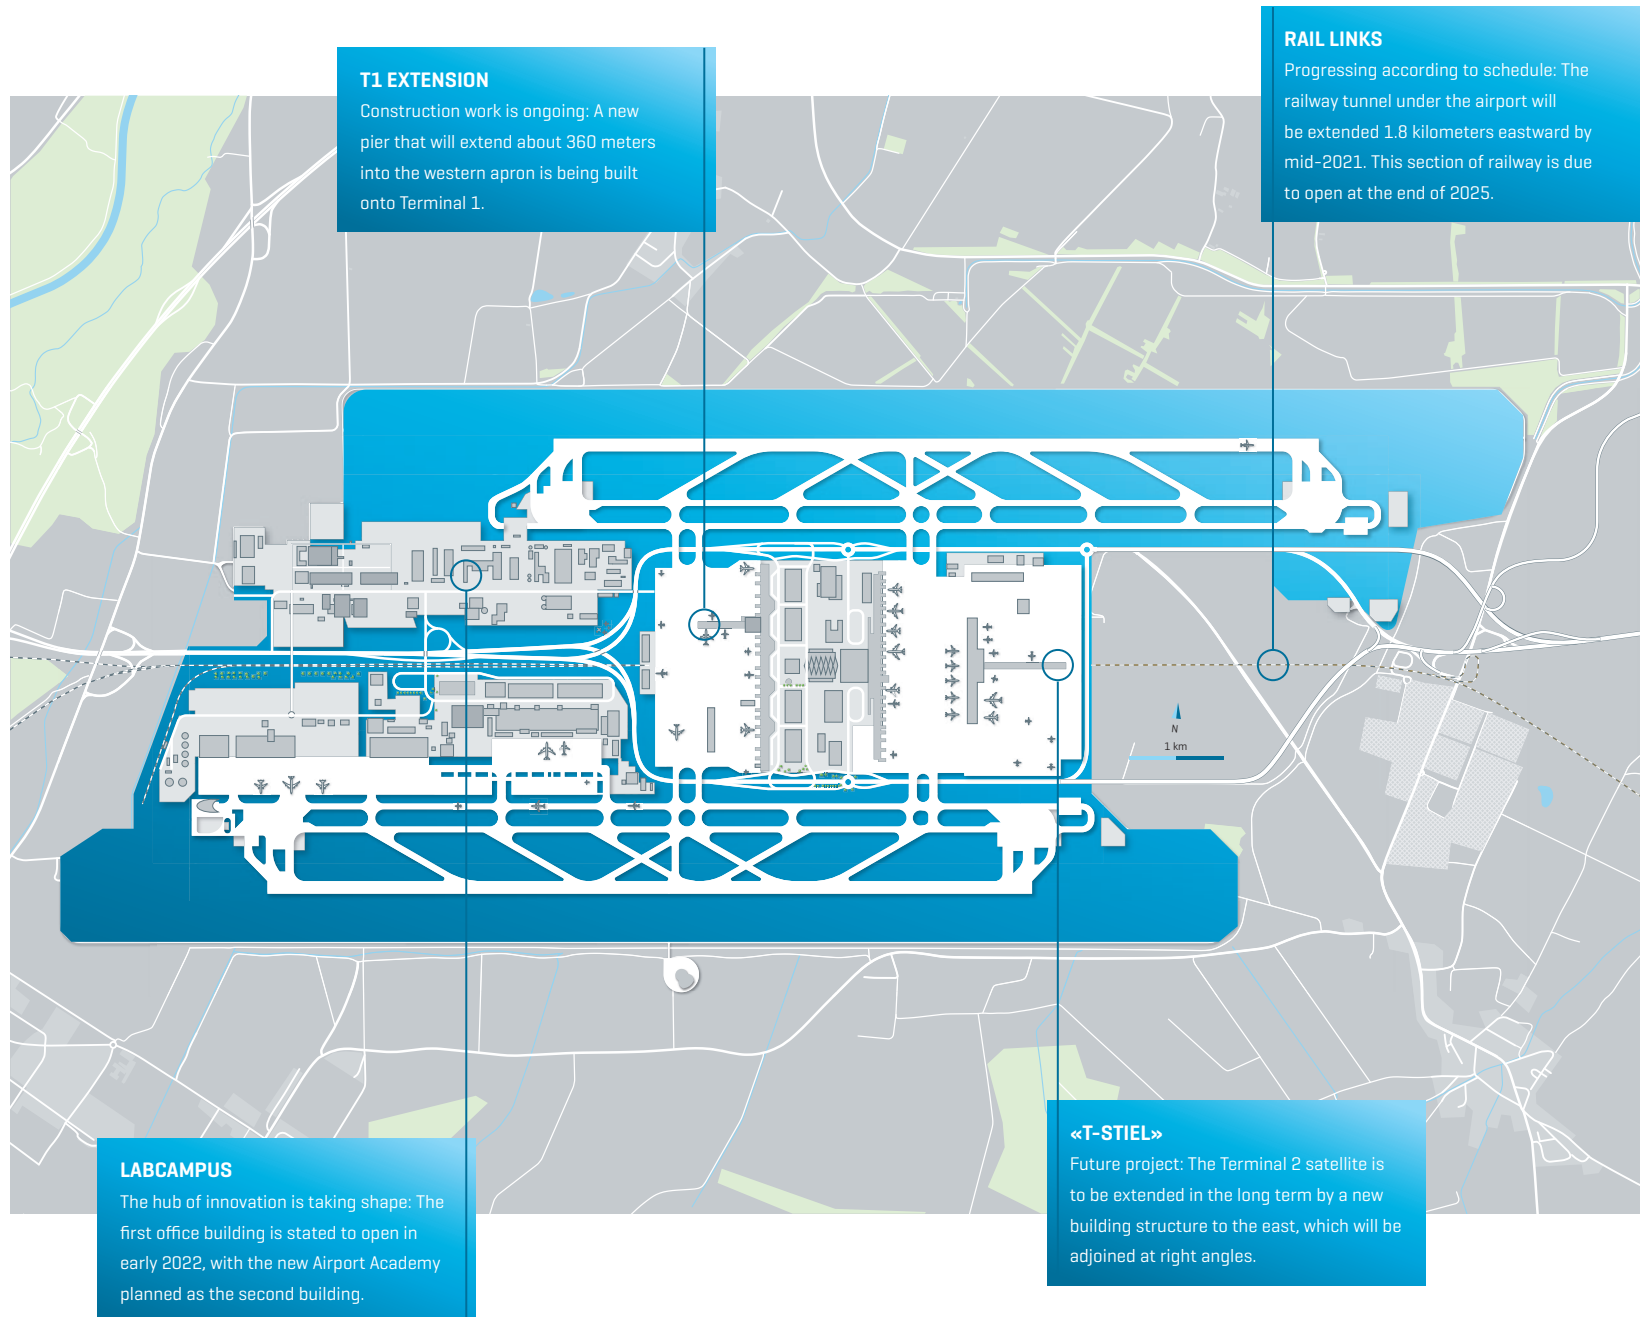 T1 EXTENSION
Construction work is ongoing: A new
pier that will extend about 360 meters
into the western apron is being built
onto Terminal 1.
RAIL LINKS
Progressing according to schedule: The
railway tunnel under the airport will
be extended 1.8 kilometers eastward by
mid-2021. This section of railway is due
to open at the end of 2025.
N
1 km
LABCAMPUS
The hub of innovation is taking shape: The
first office building is stated to open in
early 2022, with the new Airport Academy
planned as the second building.
«T-STIEL»
Future project: The Terminal 2 satellite is
to be extended in the long term by a new
building structure to the east, which will be
adjoined at right angles.